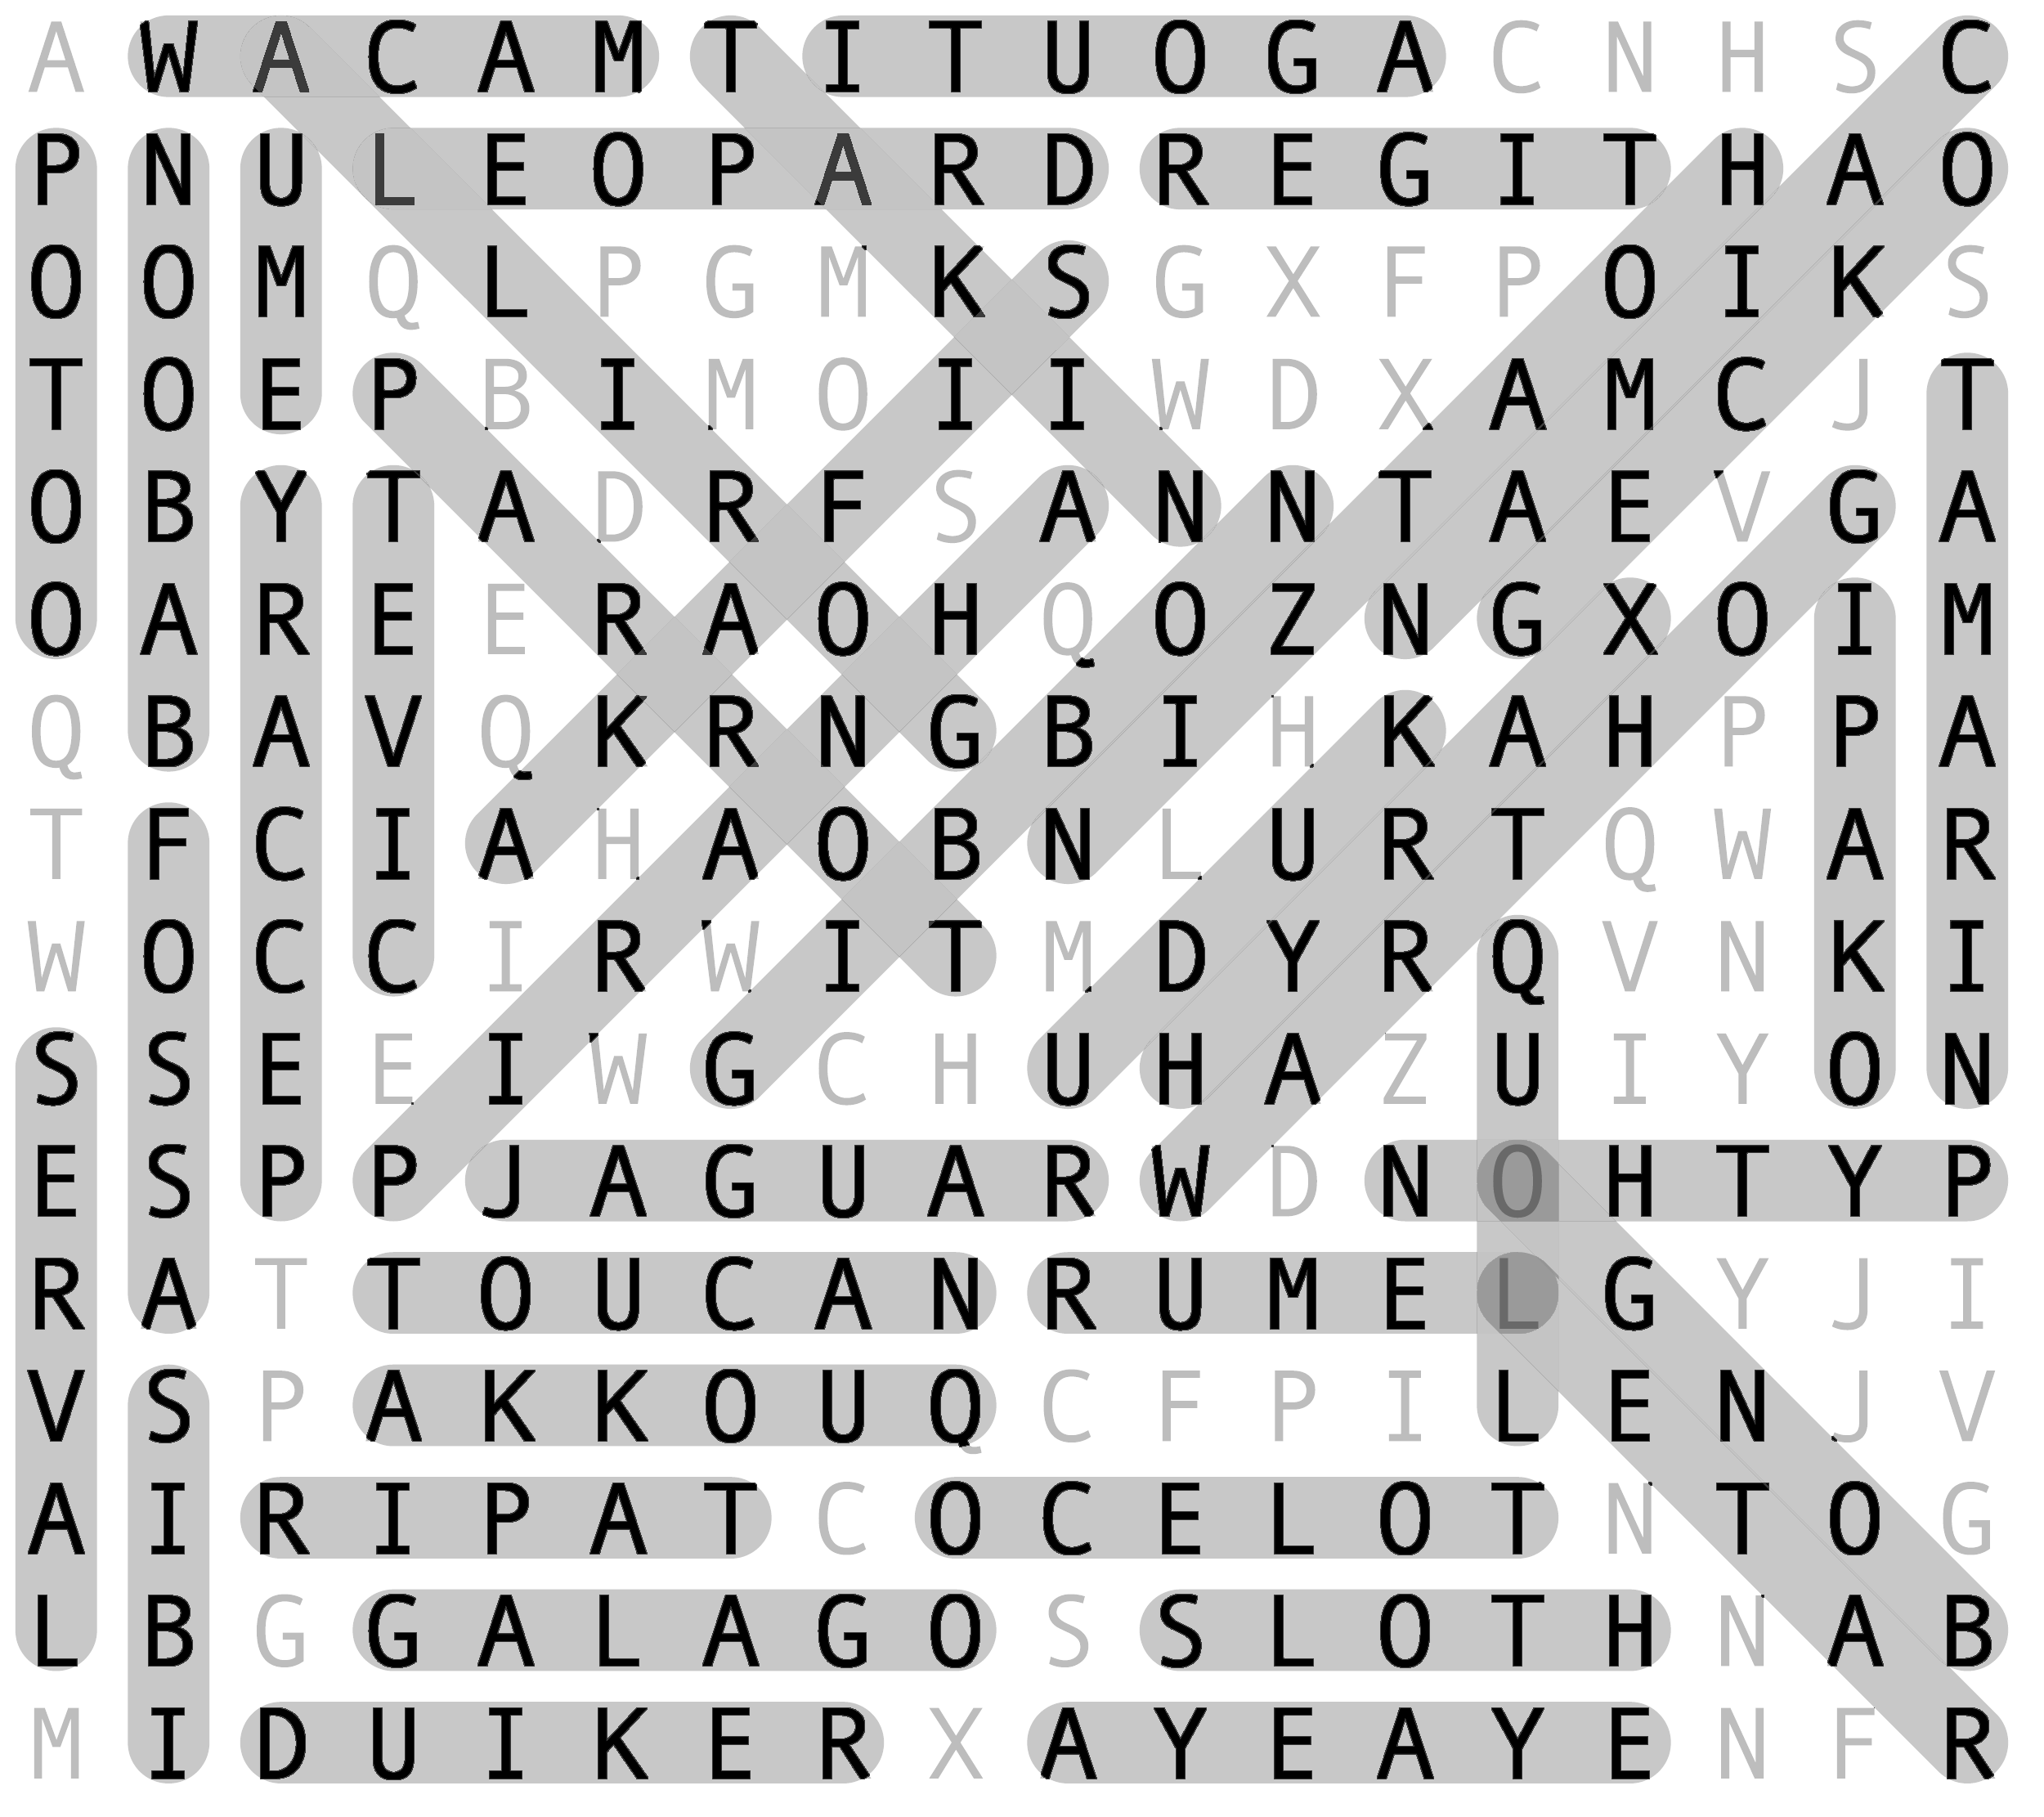 A W A C A M T I T U O G A C N H S C
P N U L E O P A R D R E G I T H A O
O O M Q L P G M K S G X F P O I K S
T O E P B I M O I I W D X A M C J T
O B Y T A D R F S A N N T A E V G A
O A R E E R A O H Q O Z N G X O I M
Q B A V Q K R N G B I H K A H P P A
T F C I A H A O B N L U R T Q W A R
W O C C I R W I T M D Y R Q V N K I
S S E E I W G C H U H A Z U I Y O N
E S P P J A G U A R W D N O H T Y P
R A T T O U C A N R U M E L G Y J I
V S P A K K O U Q C F P I L E N J V
A I R I P A T C O C E L O T N T O G
L B G G A L A G O S S L O T H N A B
M I D U I K E R X A Y E A Y E N F R